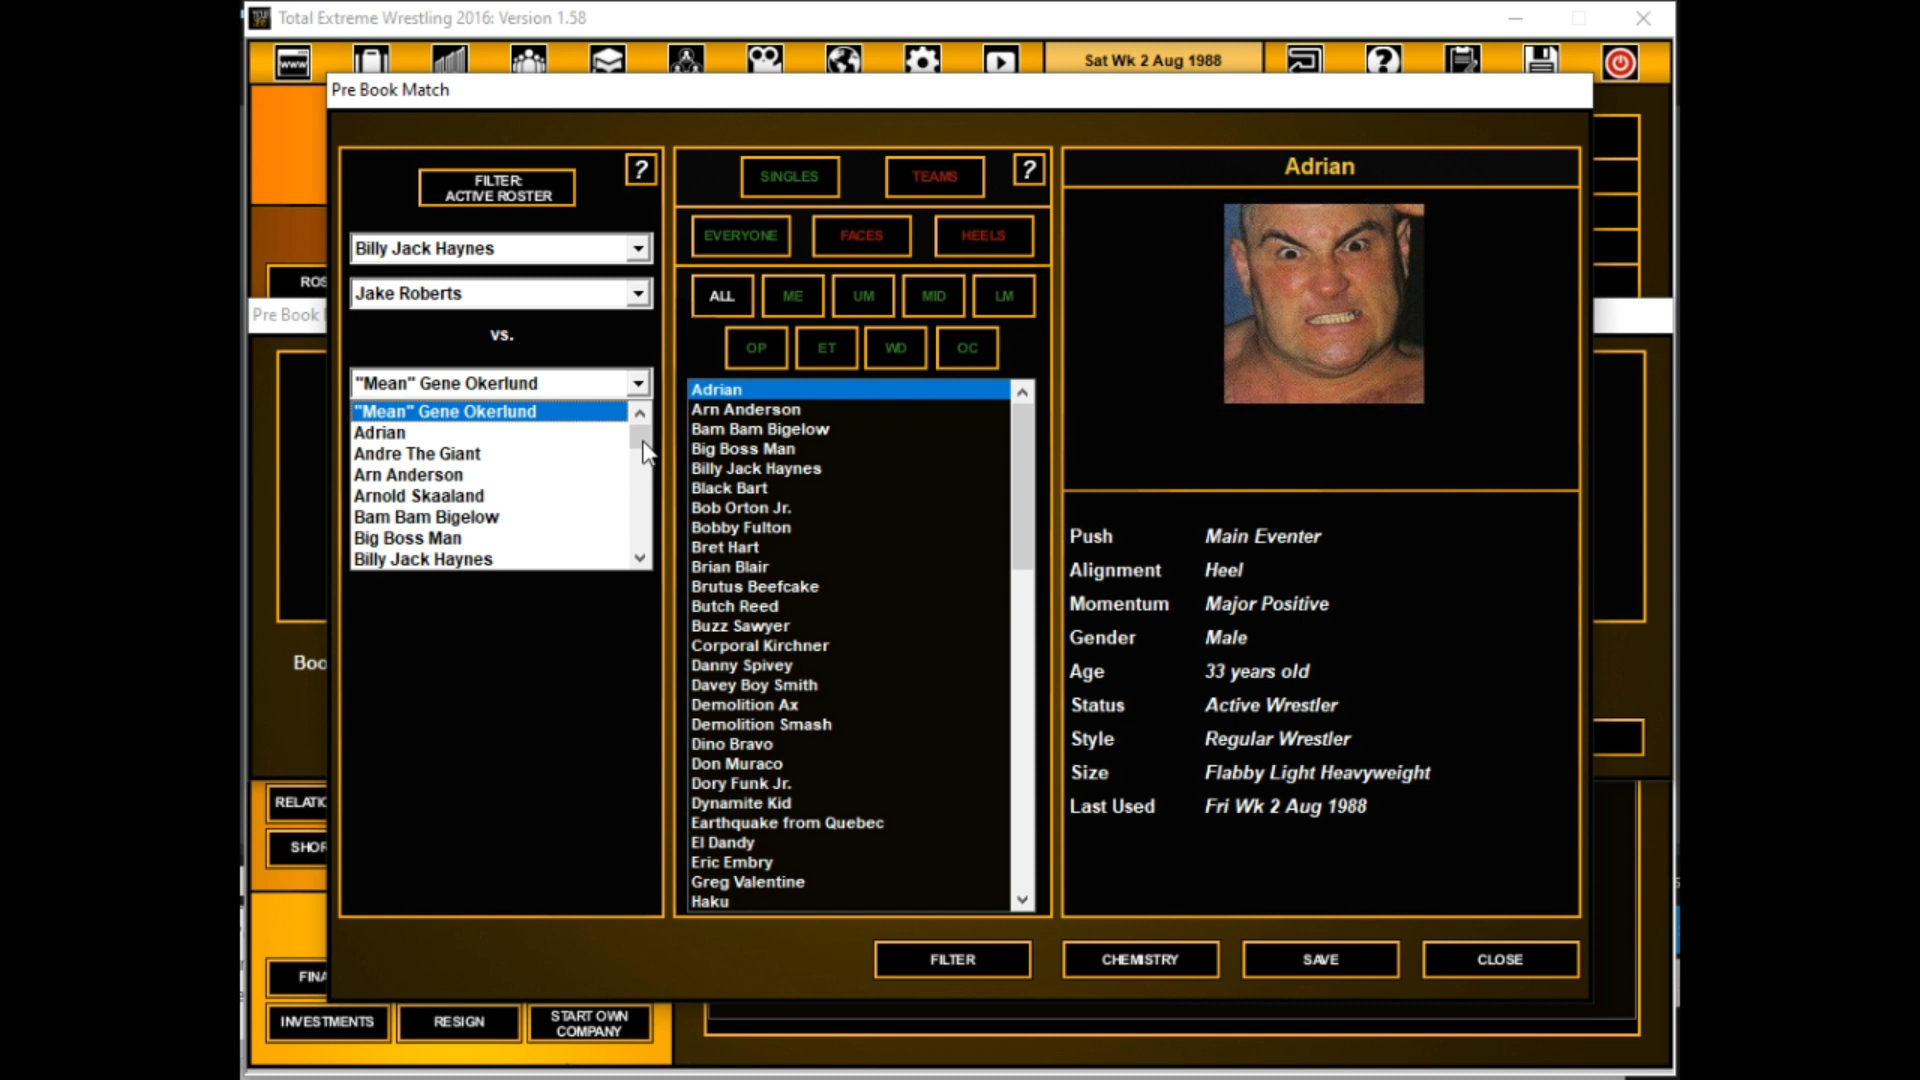 Total Extreme Wrestling 2016: Version 1.58
www
Sat Wk 2 Aug 1988
Pre Book Match
FILTER:
ACTIVE ROSTER
?
SINGLES
TEAMS
?
Adrian
EVERYONE
FACES
HEELS
Billy Jack Haynes
Jake Roberts
ALL
ME
UM
MID
LM
Pre Book
vs.
OP
ET
WD
OC
"Mean" Gene Okerlund
"Mean" Gene Okerlund
Adrian
Andre The Giant
Arn Anderson
Arnold Skaaland
Bam Bam Bigelow
Big Boss Man
Billy Jack Haynes
Adrian
Arn Anderson
Bam Bam Bigelow
Big Boss Man
Billy Jack Haynes
Black Bart
Bob Orton Jr.
Bobby Fulton
Bret Hart
Brian Blair
Brutus Beefcake
Butch Reed
Buzz Sawyer
Corporal Kirchner
Danny Spivey
Davey Boy Smith
Demolition Ax
Demolition Smash
Dino Bravo
Don Muraco
Dory Funk Jr.
Dynamite Kid
Earthquake from Quebec
El Dandy
Eric Embry
Greg Valentine
Haku
Push Main Eventer
Alignment Heel
Momentum Major Positive
Gender Male
Age 33 years old
Status Active Wrestler
Style Regular Wrestler
Size Flabby Light Heavyweight
Last Used Fri Wk 2 Aug 1988
ROS
Boo
RELATIO
SHOR
FINA
FILTER
CHEMISTRY
SAVE
CLOSE
INVESTMENTS
RESIGN
START OWN
COMPANY